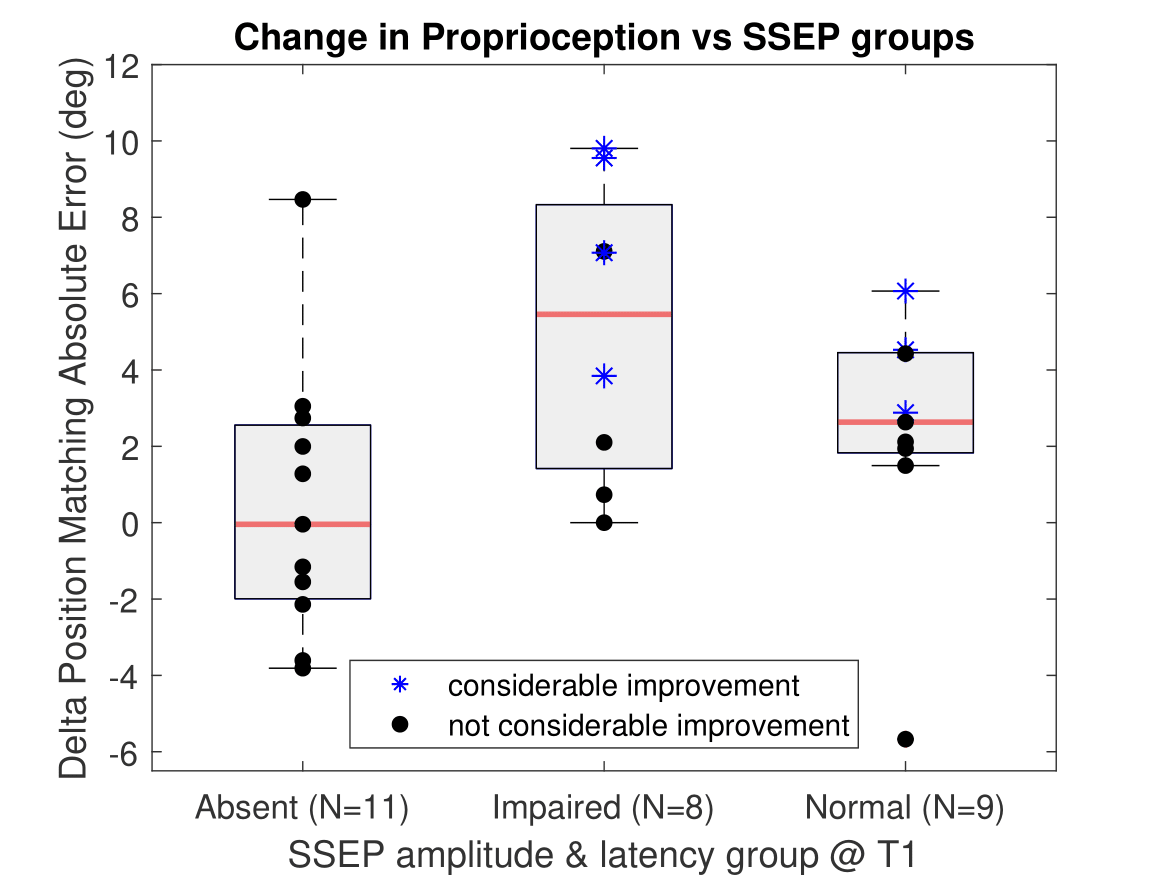 Change in Proprioception vs SSEP groups
Delta Position Matching Absolute Error (deg)
12
10
8
6
4
2
0
-2
-4
-6
considerable improvement
not considerable improvement
Absent (N=11) Impaired (N=8) Normal (N=9)
SSEP amplitude & latency group @ T1